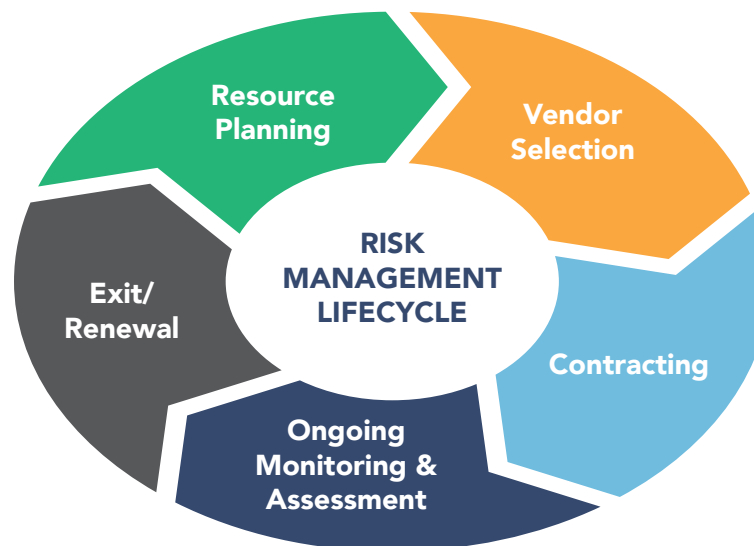 Resource
Planning
Vendor
Selection
RISK
MANAGEMENT
LIFECYCLE
Exit/
Renewal
Contracting
Ongoing
Monitoring &
Assessment